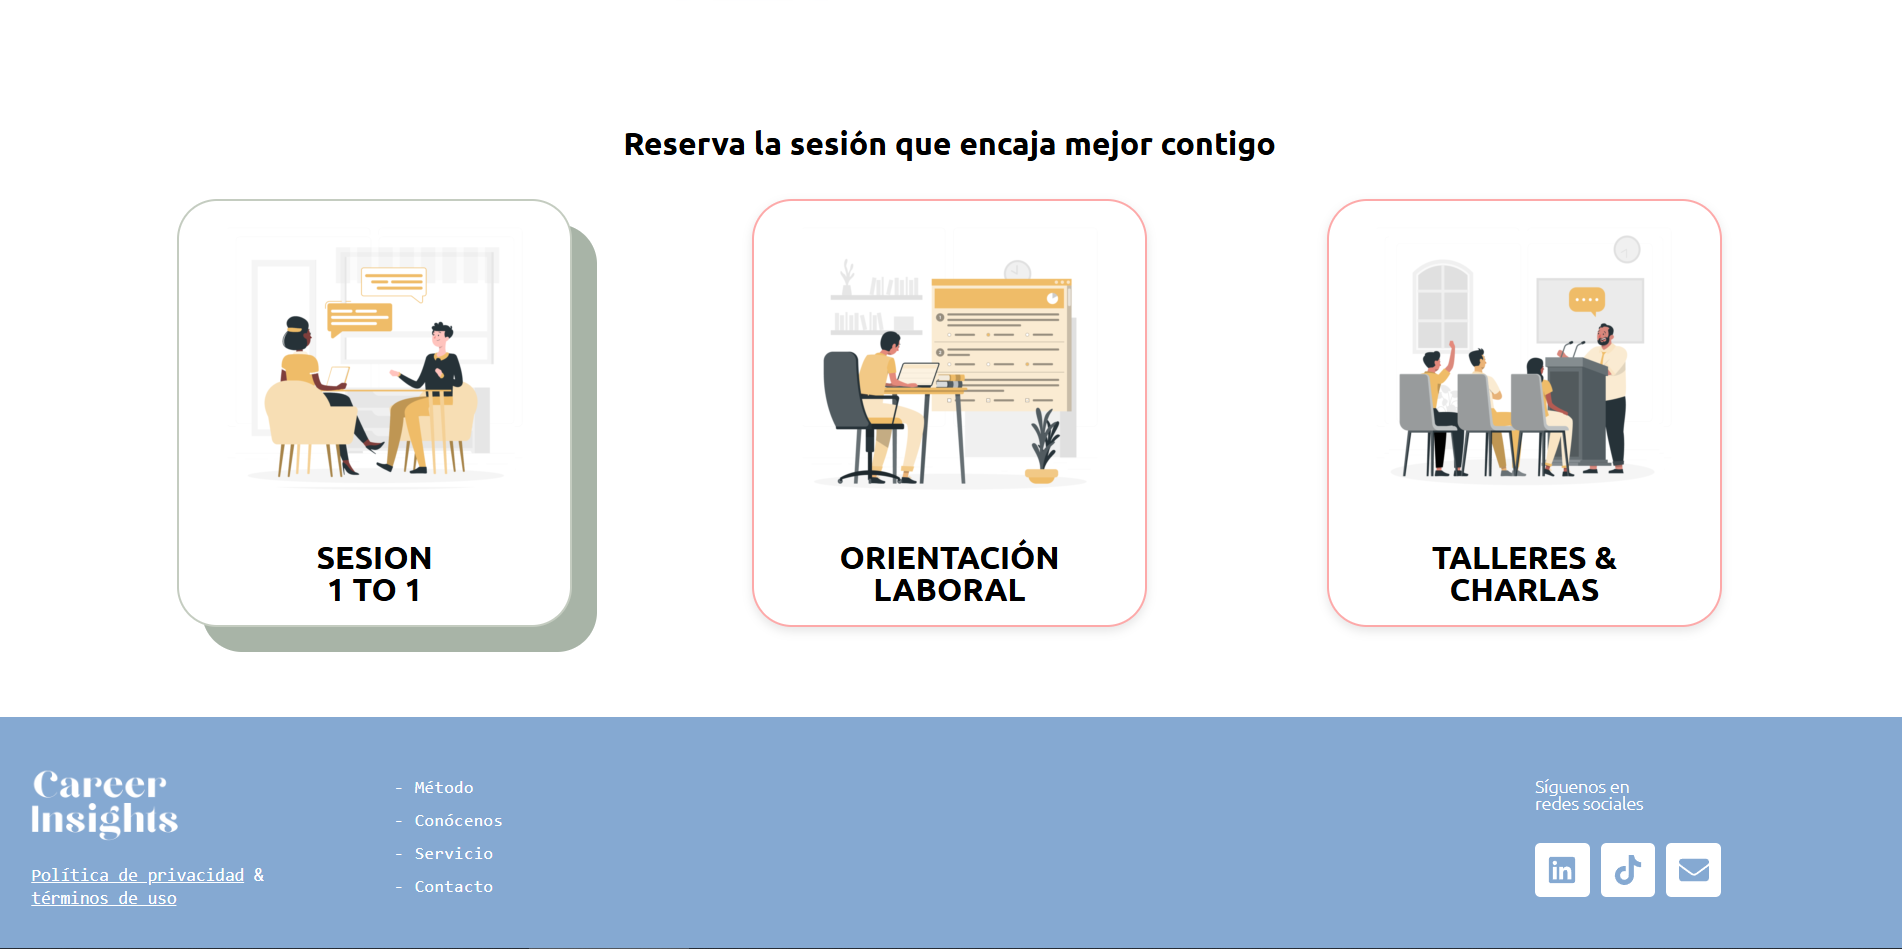 Reserva la sesión que encaja mejor contigo
SESION
1 TO 1
ORIENTACIÓN
LABORAL
TALLERES &
CHARLAS
Career
Insights
Política de privacidad &
términos de uso
- Método
- Conócenos
- Servicio
- Contacto
Síguenos en
redes sociales